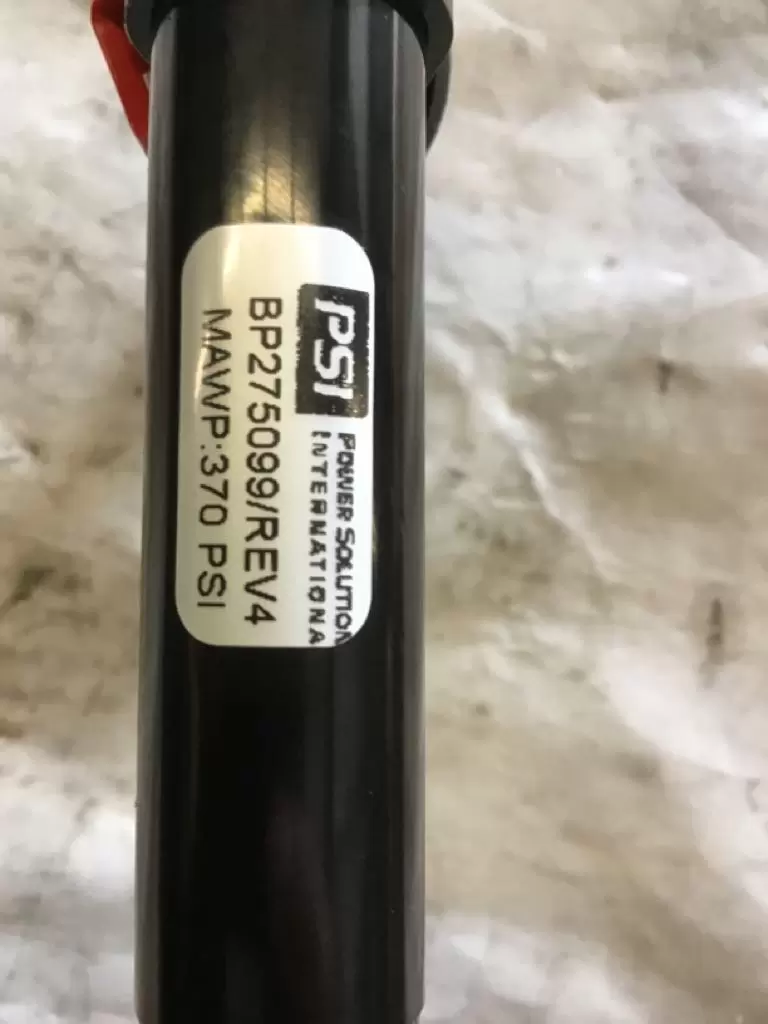 PSI
POWER SOLUTION
INTERNATIONA
BP275099/REV4
MAWP:370 PSI